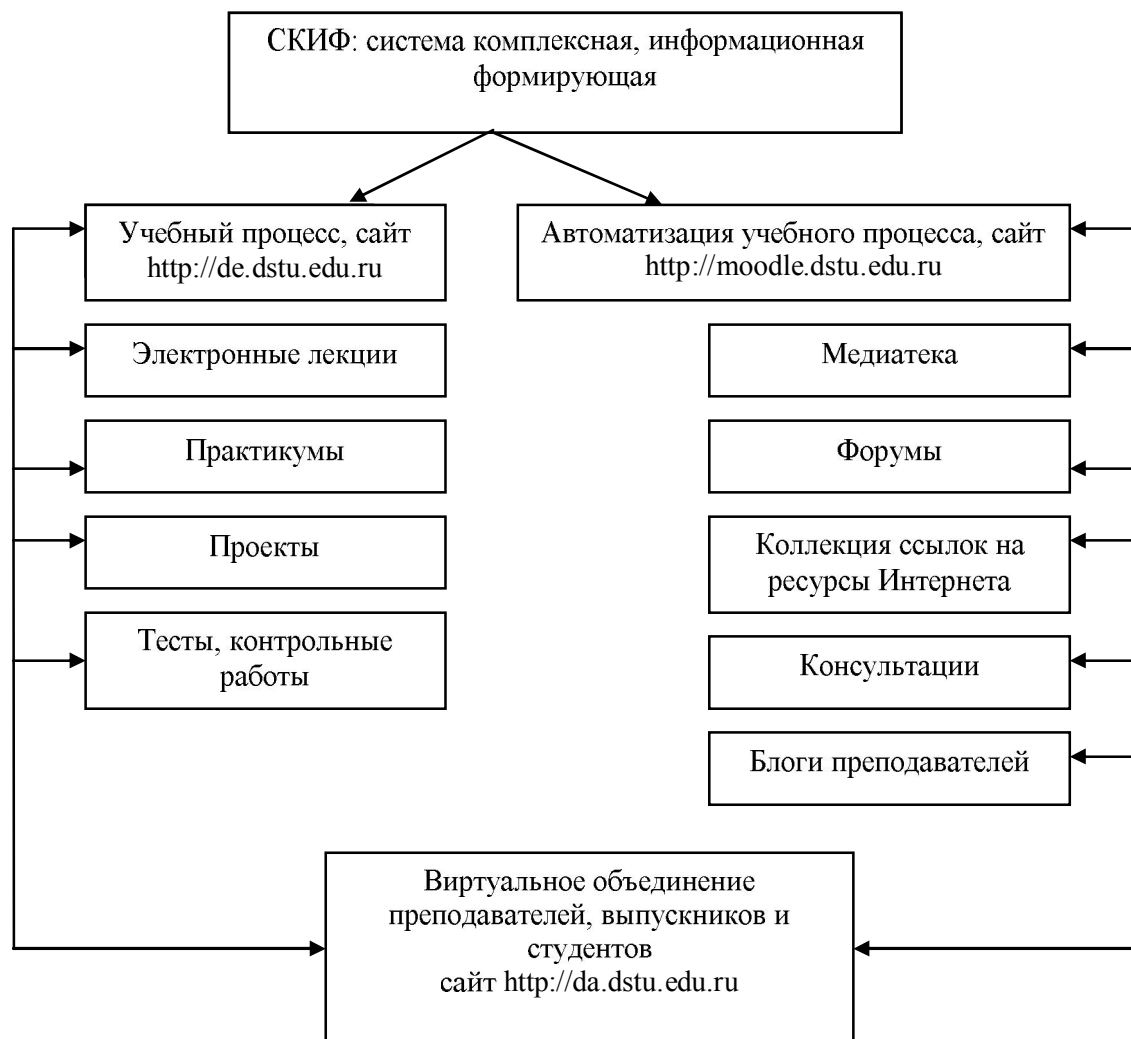 СКИФ: система комплексная, информационная
формирующая
Учебный процесс, сайт
http://de.dstu.edu.ru
Автоматизация учебного процесса, сайт
http://moodle.dstu.edu.ru
Электронные лекции
Медиатека
Практикумы
Форумы
Проекты
Коллекция ссылок на
ресурсы Интернета
Тесты, контрольные
работы
Консультации
Блоги преподавателей
Виртуальное объединение
преподавателей, выпускников и
студентов
сайт http://da.dstu.edu.ru